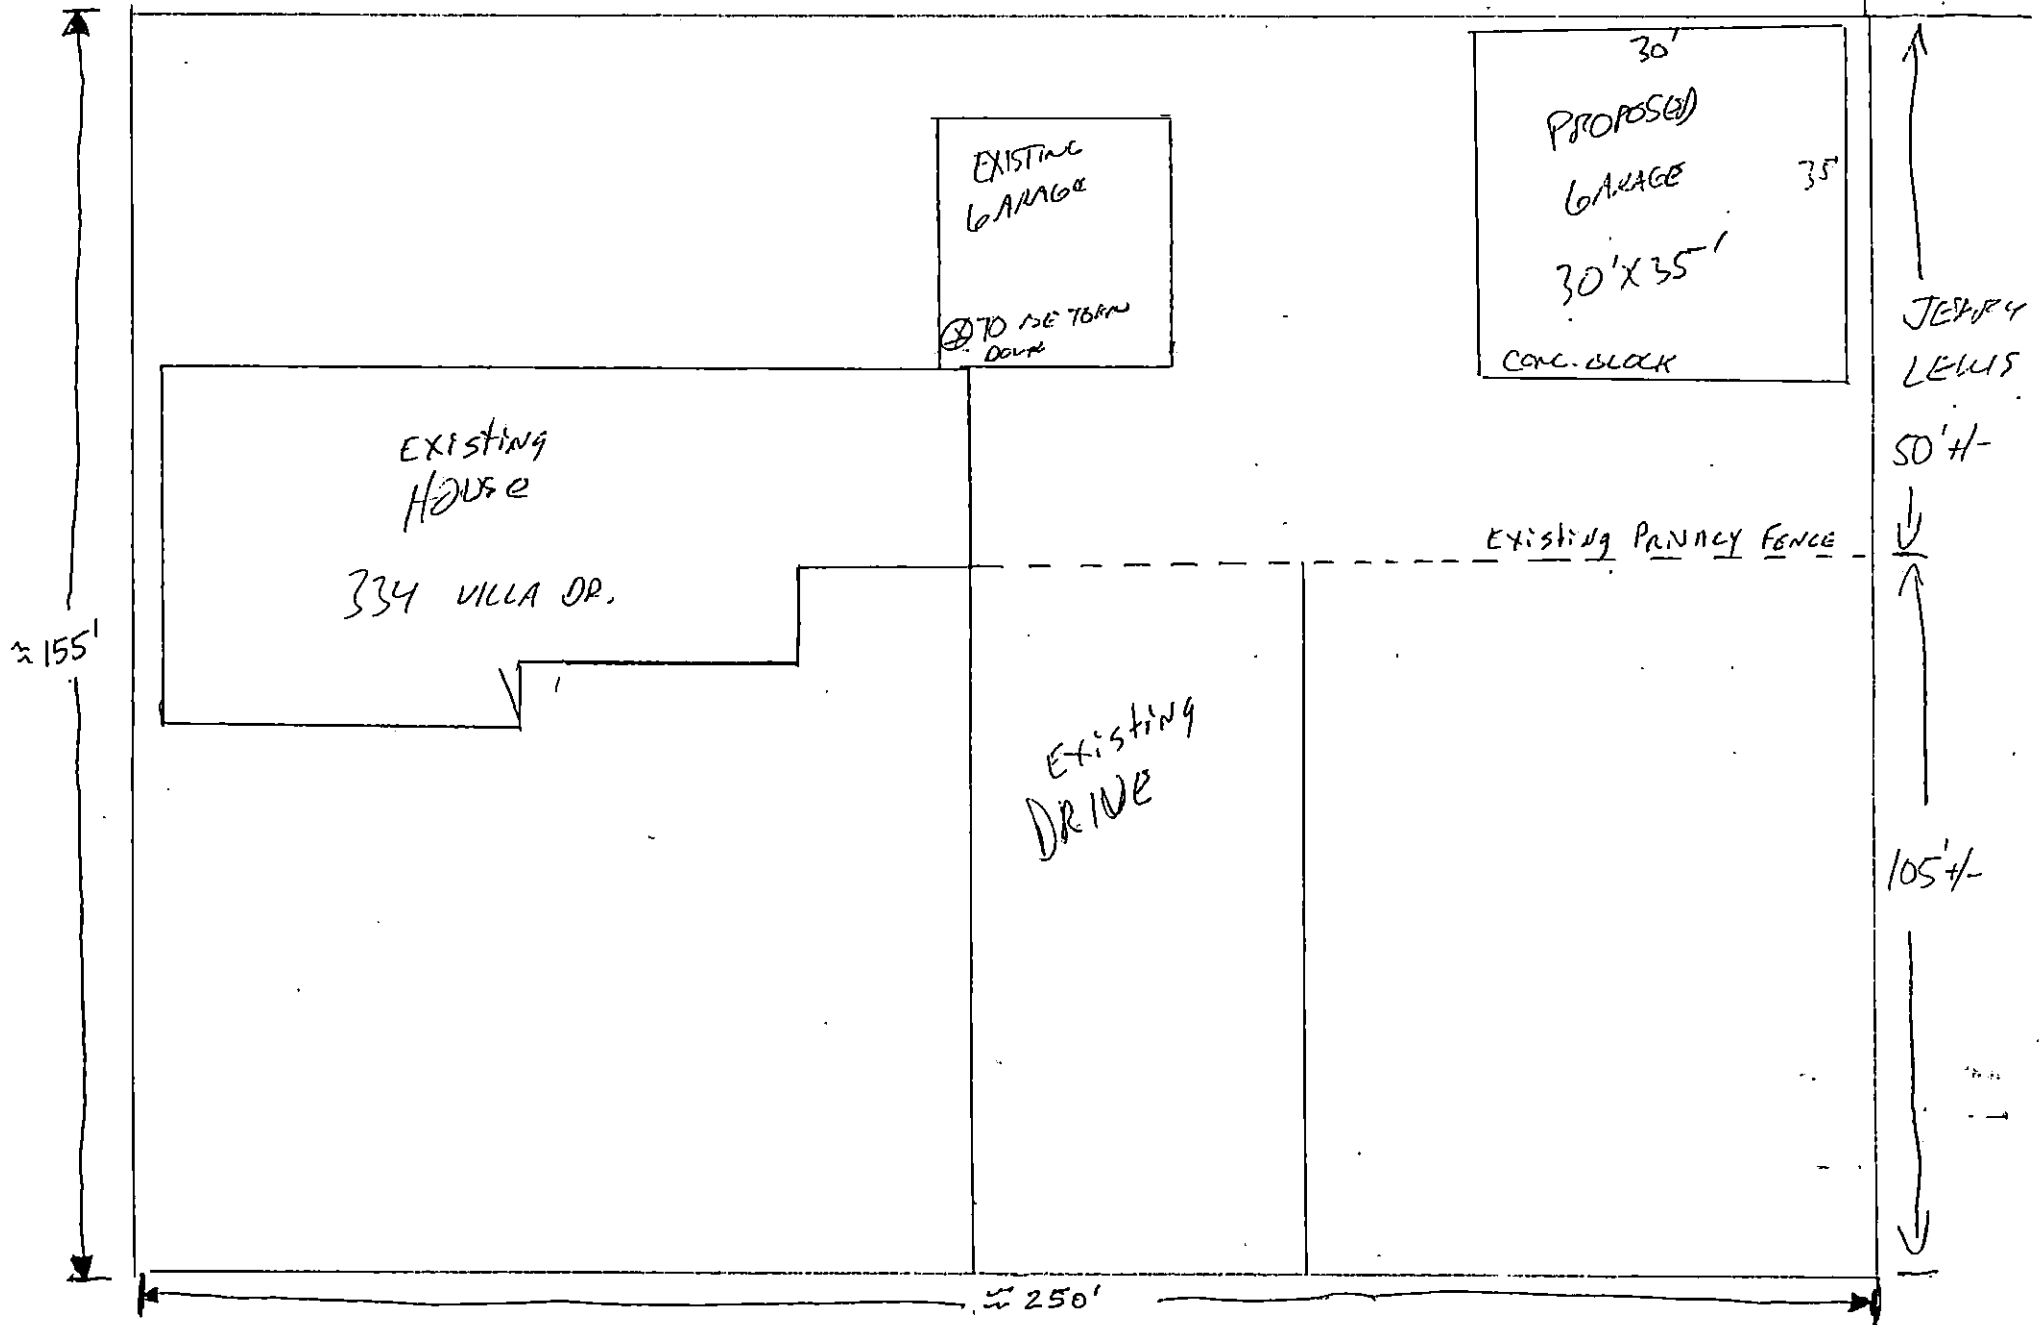 30'
PROPOSED
GARAGE
35'
30'X35'
CONC. BLOCK
EXISTING
GARAGE
⊗ TO BE TORN
DOWN
JERRY
LEWIS
50'+/-
Existing
House
334 VILLA DR.
Existing PRIVACY FENCE
≈155'
Existing
DRIVE
105'+/-
≈250'